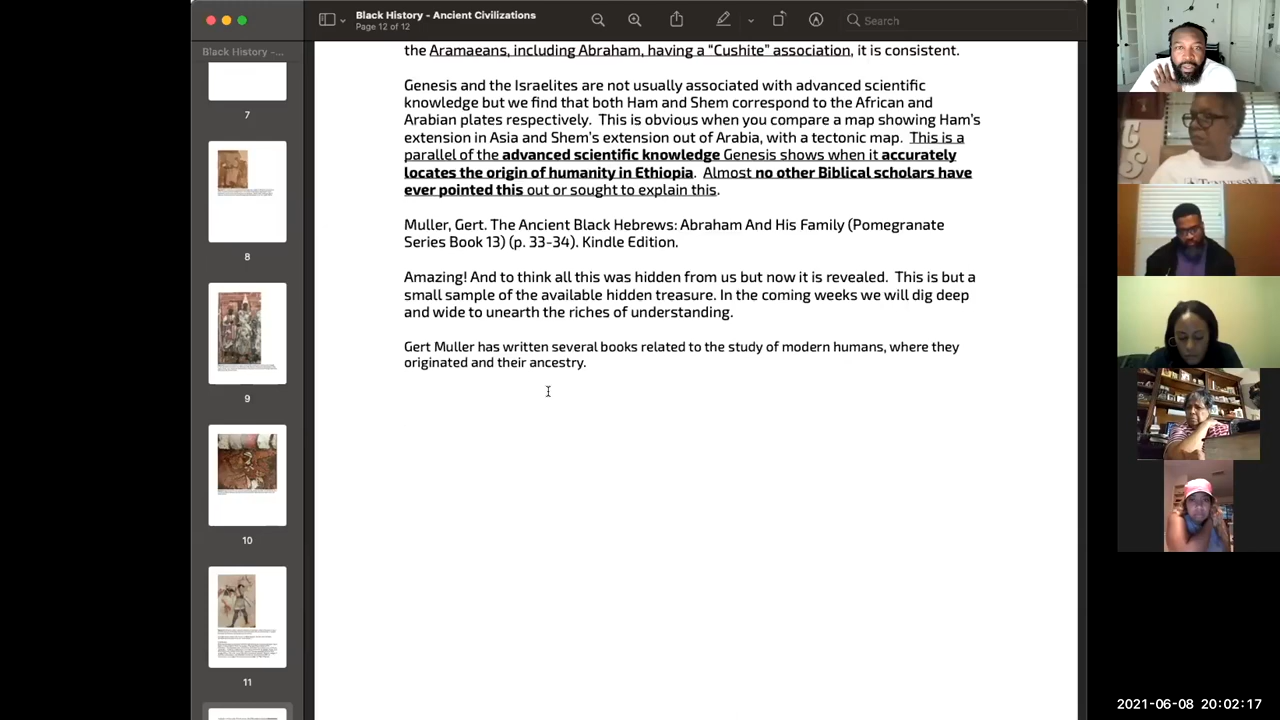 Black History - Ancient Civilizations
Page 12 of 12
Search
Black History -...
7
8
9
10
11
the Aramaeans, including Abraham, having a “Cushite” association, it is consistent.
Genesis and the Israelites are not usually associated with advanced scientific
knowledge but we find that both Ham and Shem correspond to the African and
Arabian plates respectively.  This is obvious when you compare a map showing Ham’s
extension in Asia and Shem’s extension out of Arabia, with a tectonic map.  This is a
parallel of the advanced scientific knowledge Genesis shows when it accurately
locates the origin of humanity in Ethiopia.  Almost no other Biblical scholars have
ever pointed this out or sought to explain this.
Muller, Gert. The Ancient Black Hebrews: Abraham And His Family (Pomegranate
Series Book 13) (p. 33-34). Kindle Edition.
Amazing! And to think all this was hidden from us but now it is revealed.  This is but a
small sample of the available hidden treasure. In the coming weeks we will dig deep
and wide to unearth the riches of understanding.
Gert Muller has written several books related to the study of modern humans, where they
originated and their ancestry.
2021-06-08 20:02:17